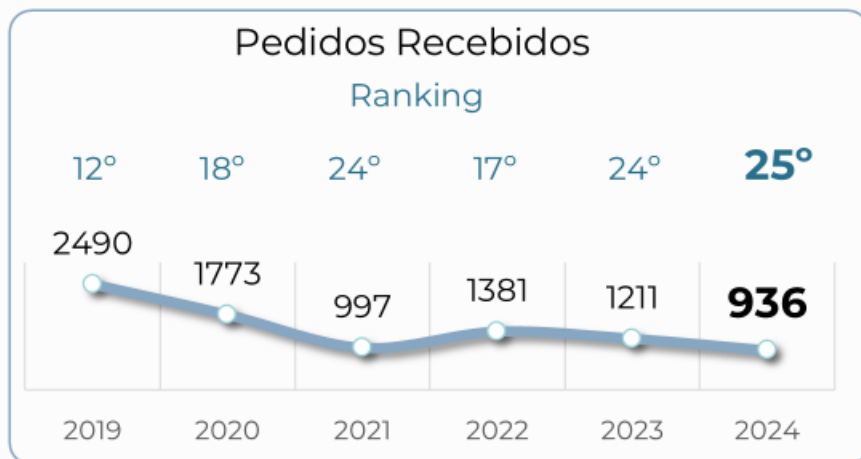 Pedidos Recebidos
Ranking
12º 18º 24º 17º 24º 25º
2490 1773 997 1381 1211 936
2019 2020 2021 2022 2023 2024